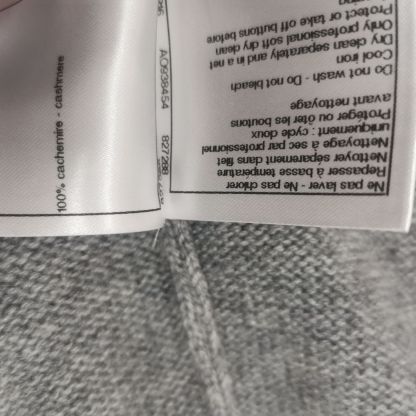 100% cachemire - cashmere
A0938454 827288
Ne pas laver - Ne pas chlorer
Repasser à basse température
Nettoyer séparément dans filet
Nettoyage à sec par professionnel
uniquement : cycle doux
Protéger ou ôter les boutons
avant nettoyage
Do not wash - Do not bleach
Cool iron
Dry clean separately and in a net
Only professional soft dry clean
Protect or take off buttons before